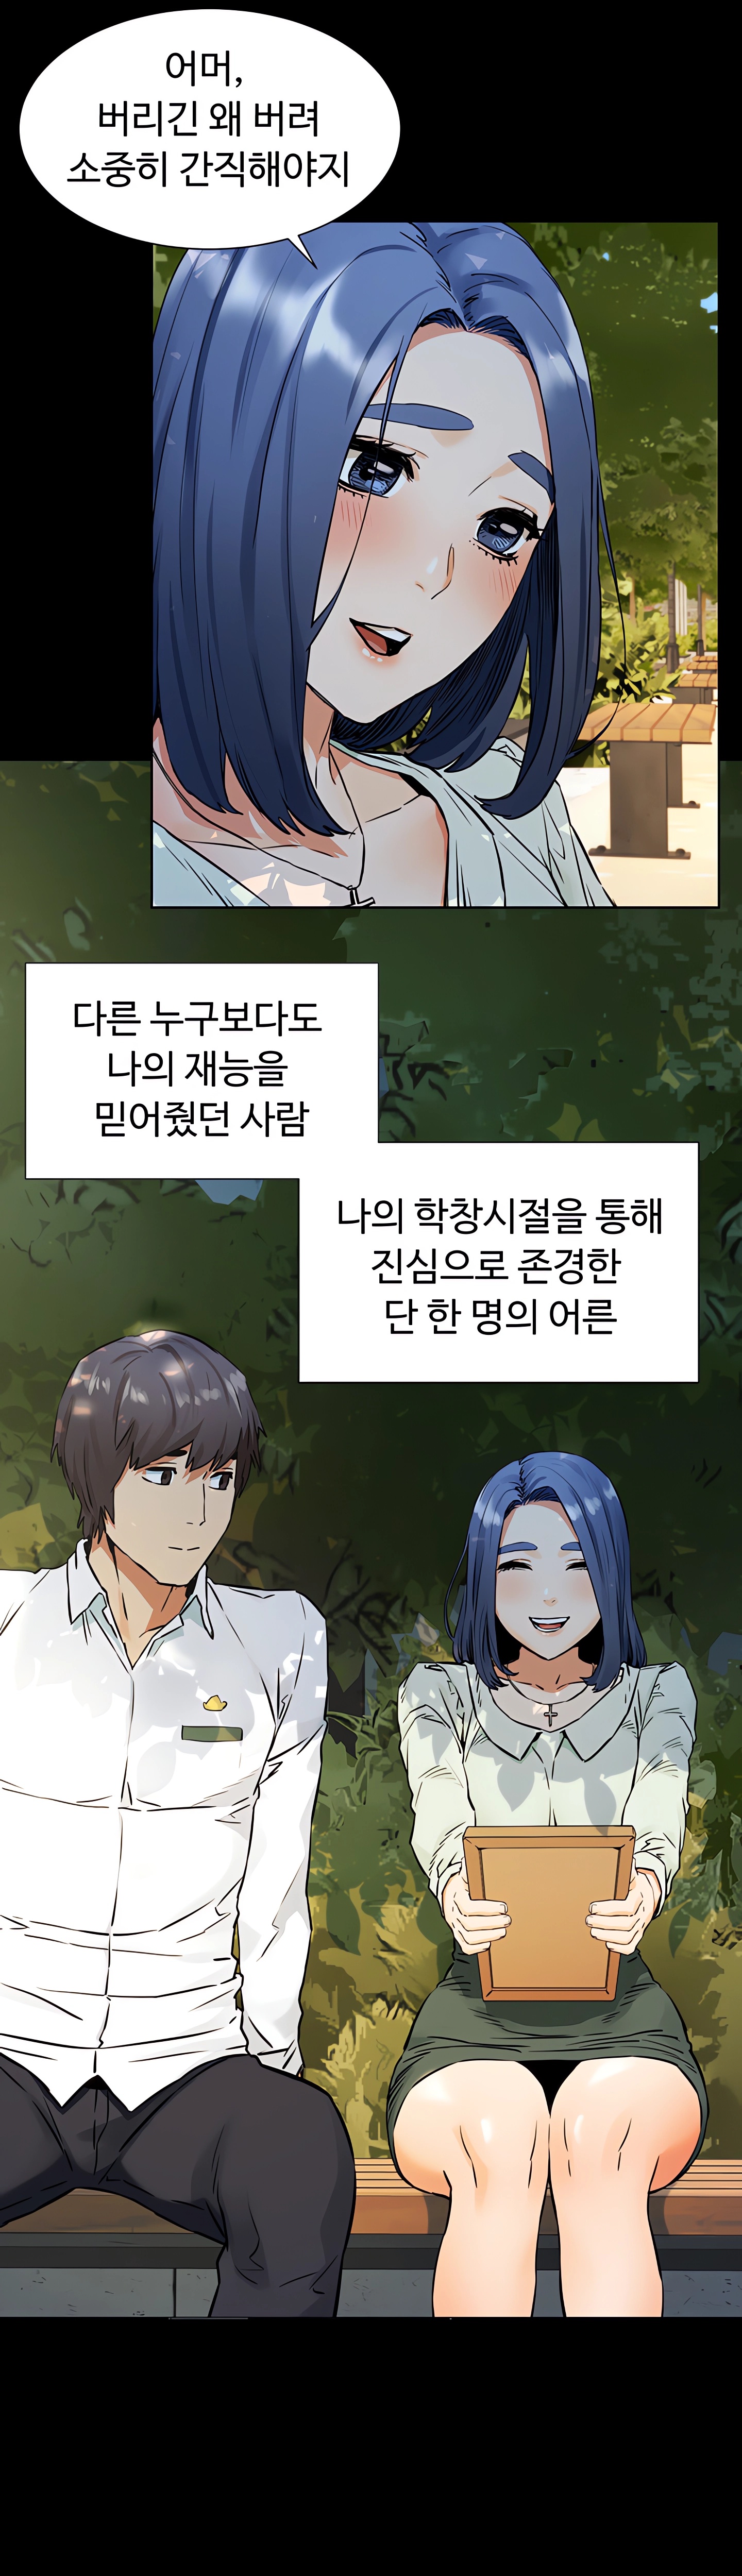 어머,
버리긴 왜 버려
소중히 간직해야지
다른 누구보다도
나의 재능을
믿어줬던 사람
나의 학창시절을 통해
진심으로 존경한
단 한 명의 어른